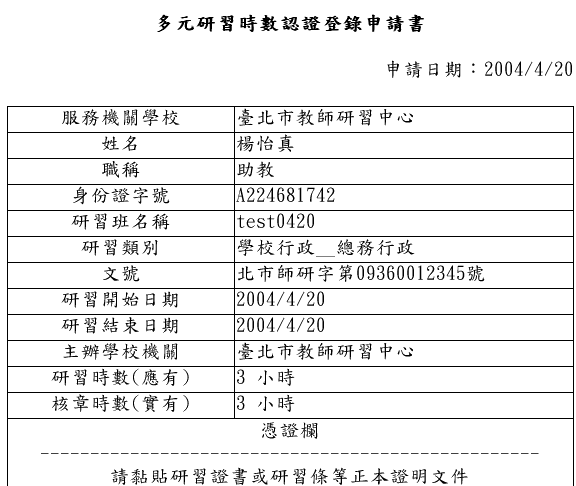 多元研習時數認證登錄申請書
申請日期：2004/4/20
服務機關學校 臺北市教師研習中心
姓名 楊怡真
職稱 助教
身份證字號 A224681742
研習班名稱 test0420
研習類別 學校行政__總務行政
文號 北市師研字第09360012345號
研習開始日期 2004/4/20
研習結束日期 2004/4/20
主辦學校機關 臺北市教師研習中心
研習時數(應有) 3 小時
核章時數(實有) 3 小時
憑證欄
--------------------------------------------------
請黏貼研習證書或研習條等正本證明文件